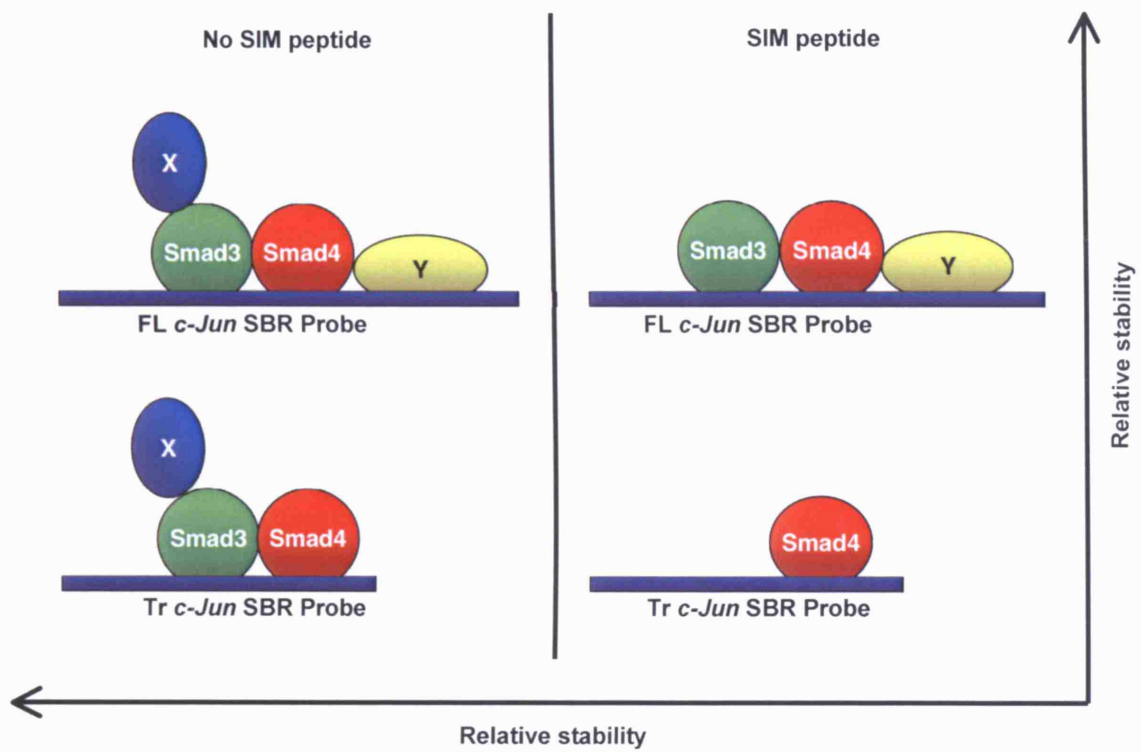 No SIM peptide
SIM peptide
X
Smad3
Smad4
Y
FL c-Jun SBR Probe
Smad3
Smad4
Y
FL c-Jun SBR Probe
X
Smad3
Smad4
Tr c-Jun SBR Probe
Smad4
Tr c-Jun SBR Probe
Relative stability
Relative stability